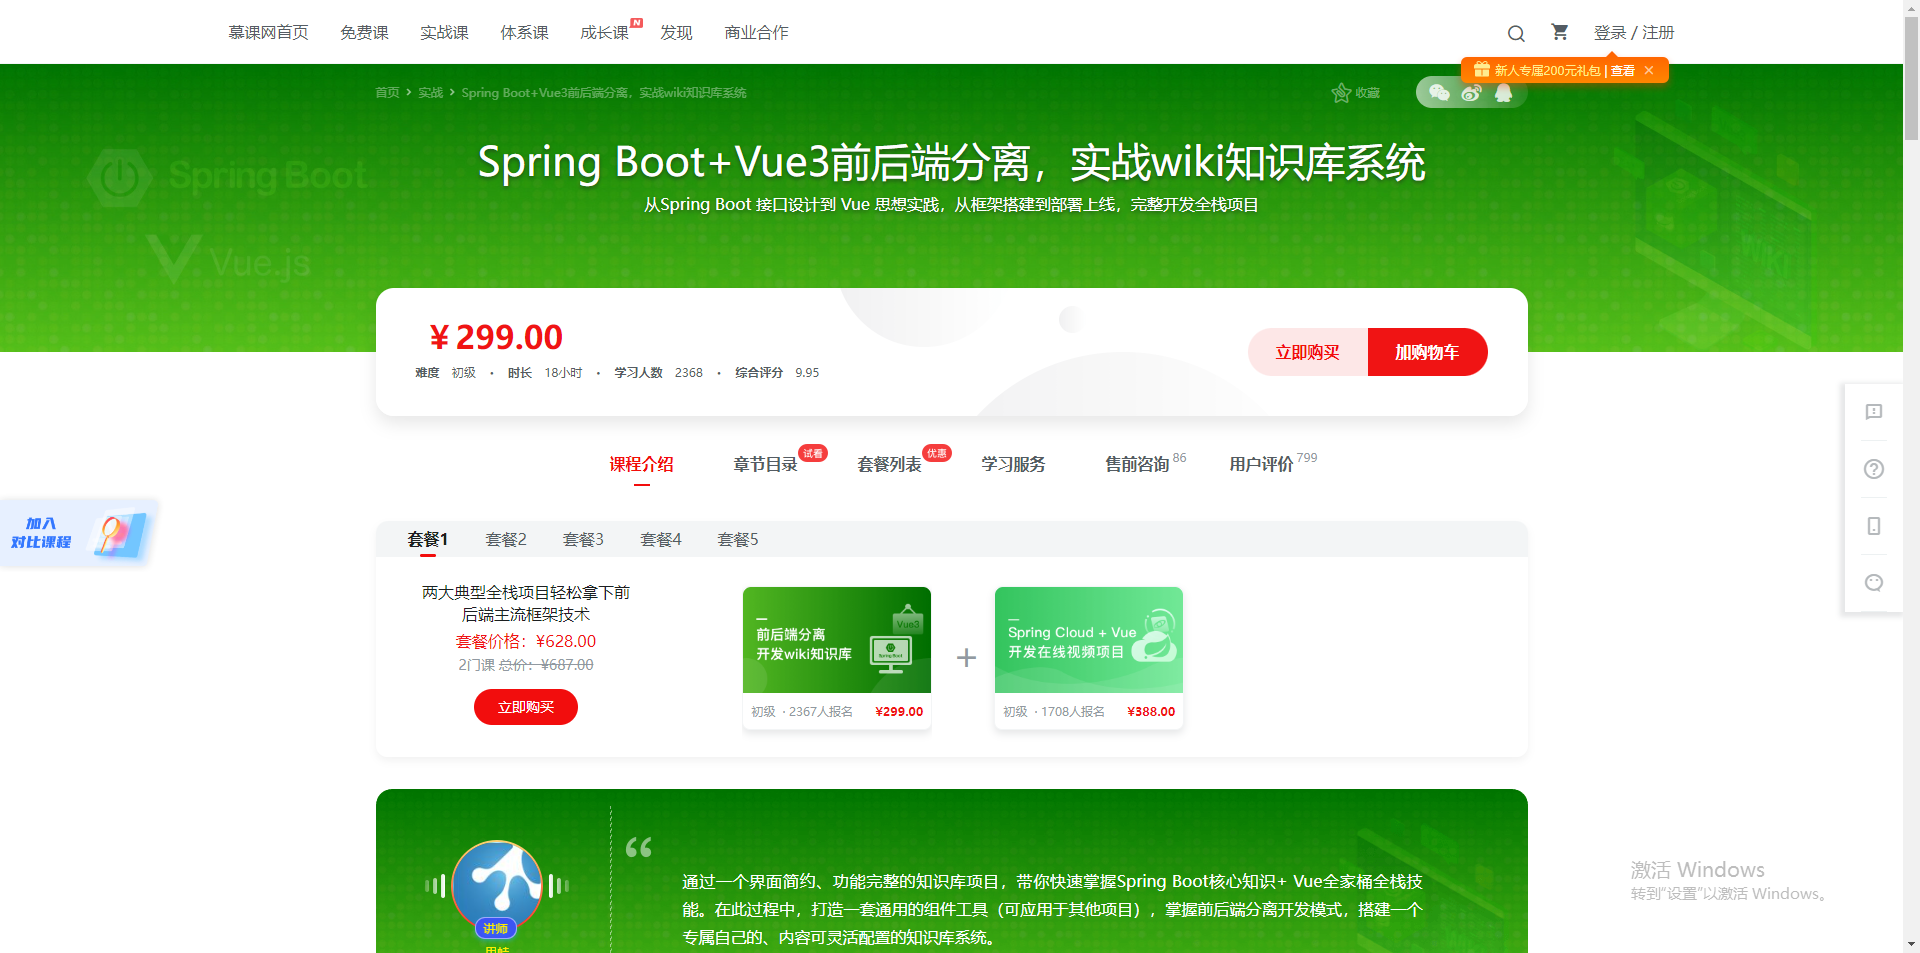 慕课网首页 免费课 实战课 体系课 成长课 N 发现 商业合作 登录 / 注册
新人专属200元礼包 | 查看 ×
首页 > 实战 > Spring Boot+Vue3前后端分离，实战wiki知识库系统 收藏
Spring Boot
Vue.js
WIKI
Spring Boot+Vue3前后端分离，实战wiki知识库系统
从Spring Boot 接口设计到 Vue 思想实践，从框架搭建到部署上线，完整开发全栈项目
¥ 299.00
难度 初级 · 时长 18小时 · 学习人数 2368 · 综合评分 9.95
立即购买 加购物车
课程介绍 章节目录 试看 套餐列表 优惠 学习服务 售前咨询 86 用户评价 799
加入
对比课程
套餐1 套餐2 套餐3 套餐4 套餐5
两大典型全栈项目轻松拿下前
后端主流框架技术
套餐价格：¥628.00
2门课 总价：¥687.00
立即购买
前后端分离
开发wiki知识库
Vue3
Spring Boot
初级 · 2367人报名 ¥299.00
+
Spring Cloud + Vue
开发在线视频项目
初级 · 1708人报名 ¥388.00
讲师
“
通过一个界面简约、功能完整的知识库项目，带你快速掌握Spring Boot核心知识+ Vue全家桶全栈技
能。在此过程中，打造一套通用的组件工具（可应用于其他项目），掌握前后端分离开发模式，搭建一个
专属自己的、内容可灵活配置的知识库系统。
激活 Windows
转到“设置”以激活 Windows。